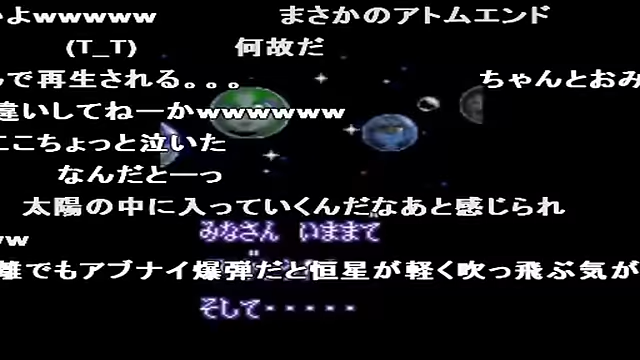 いよwwwww　まさかのアトムエンド
(T_T)　何故だ
で再生される。。。　ちゃんとおみ
違いしてねーかwwwwww
ここちょっと泣いた
なんだとーっ
太陽の中に入っていくんだなあと感じられ
みなさん　いままで
ww
離でもアブナイ爆弾だと恒星が軽く吹っ飛ぶ気が
そして・・・・・